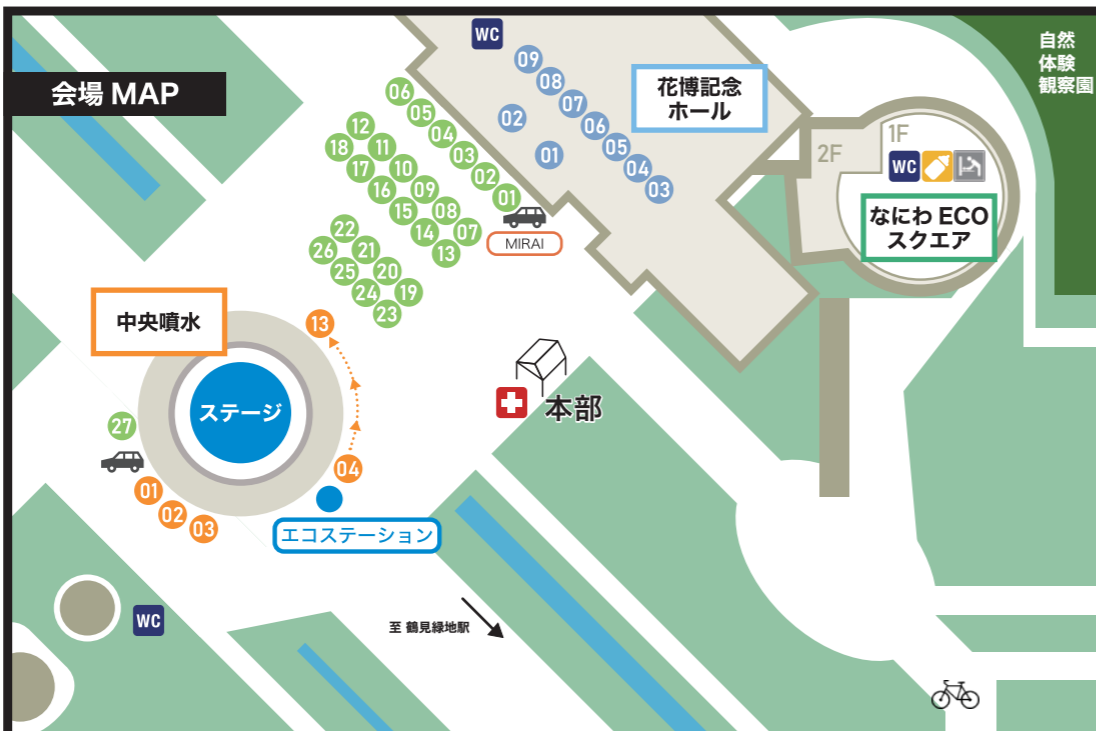 会場 MAP
WC
09
08
07
06
05
04
03
02
01
花博記念
ホール
自然
体験
観察園
1F
2F
WC
なにわ ECO
スクエア
06
05
04
03
02
01
MIRAI
12
11
10
09
08
07
18
17
16
15
14
13
22
21
20
19
26
25
24
23
中央噴水
ステージ
13
04
27
01
02
03
エコステーション
本部
WC
至 鶴見緑地駅